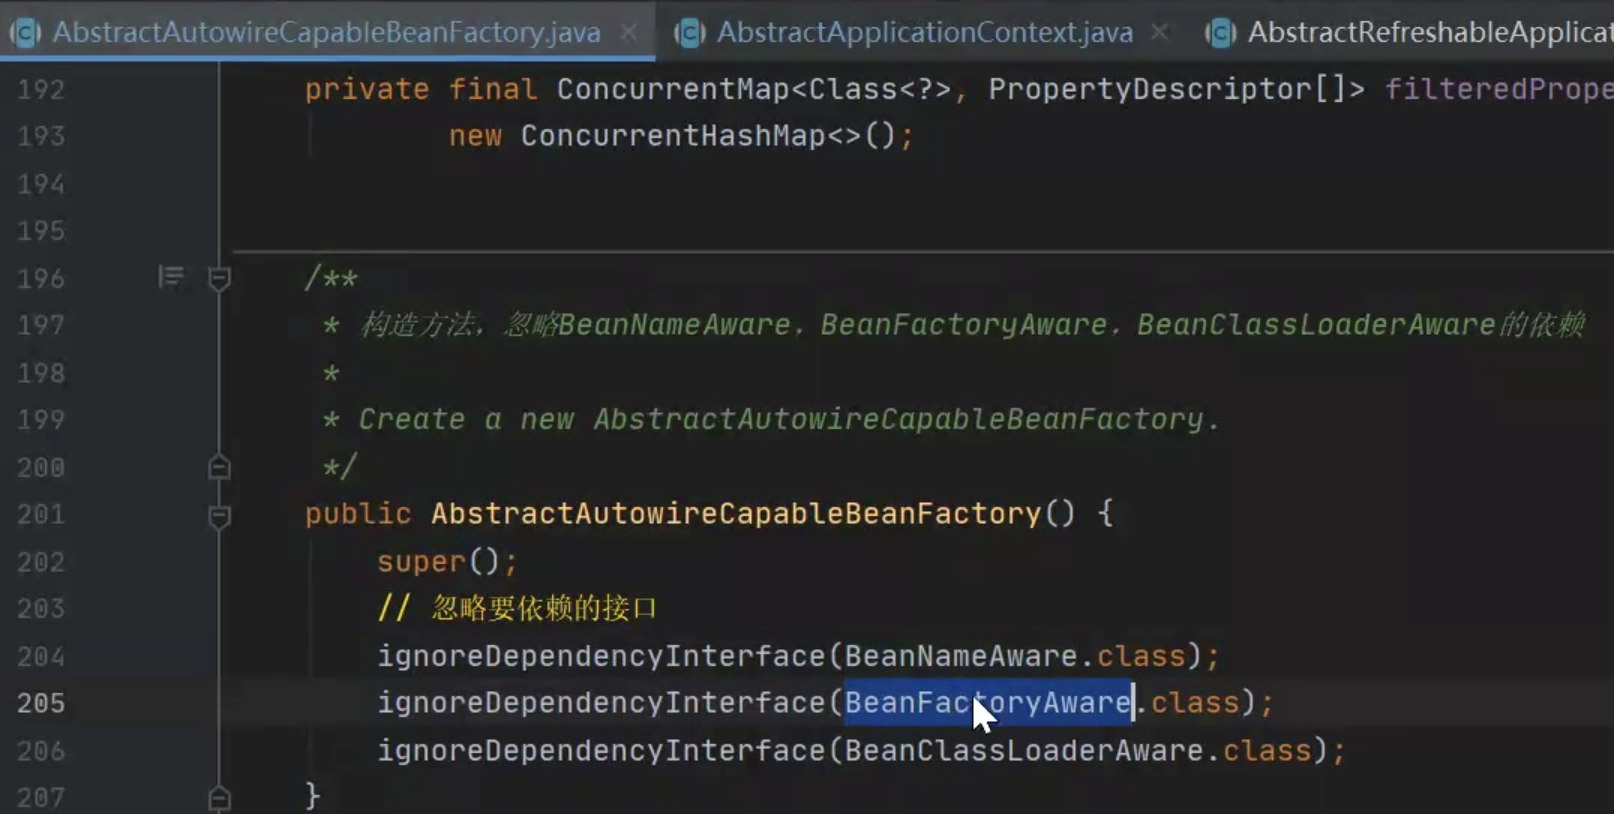 AbstractAutowireCapableBeanFactory.java AbstractApplicationContext.java AbstractRefreshableApplicat
192 private final ConcurrentMap<Class<?>, PropertyDescriptor[]> filteredPrope
193 new ConcurrentHashMap<>();
194
195
196 /**
197 * 构造方法，忽略BeanNameAware，BeanFactoryAware，BeanClassLoaderAware的依赖
198 *
199 * Create a new AbstractAutowireCapableBeanFactory.
200 */
201 public AbstractAutowireCapableBeanFactory() {
202 super();
203 // 忽略要依赖的接口
204 ignoreDependencyInterface(BeanNameAware.class);
205 ignoreDependencyInterface(BeanFactoryAware.class);
206 ignoreDependencyInterface(BeanClassLoaderAware.class);
207 }